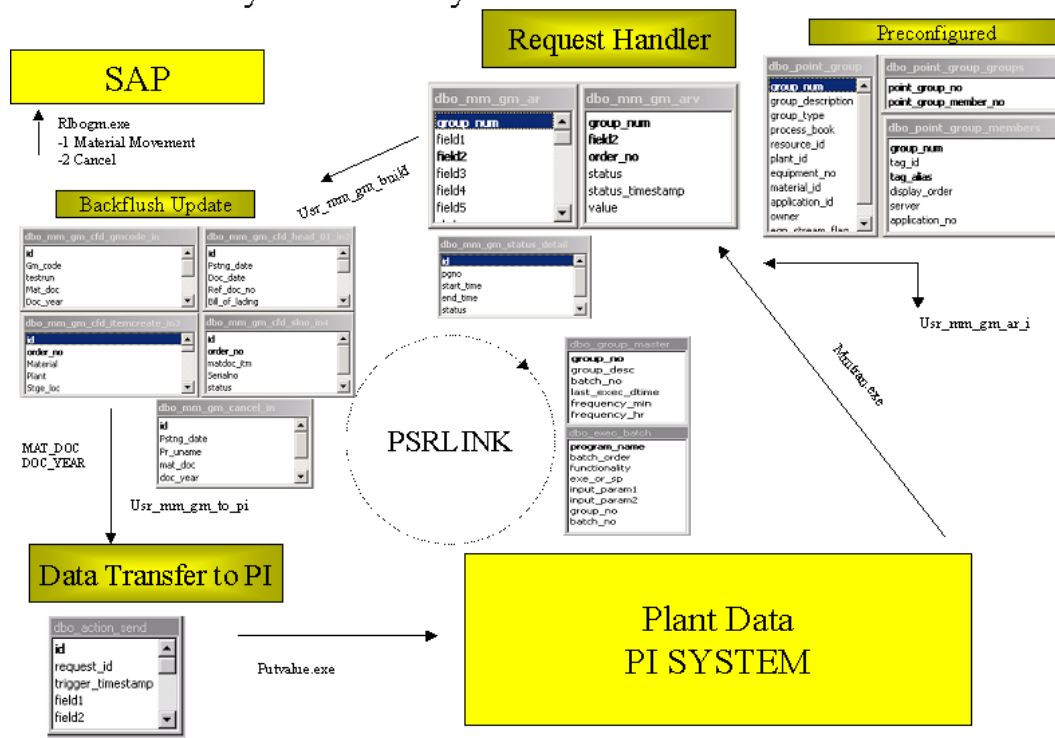 Request Handler
Preconfigured
SAP
Rlbogm.exe
-1 Material Movement
-2 Cancel
dbo_mm_gm_ar
group_num
field1
field2
field3
field4
field5
dbo_mm_gm_arv
group_num
field2
order_no
status
status_timestamp
value
dbo_point_group
group_num
group_description
group_type
process_book
resource_id
plant_id
equipment_no
material_id
application_id
owner
dbo_point_group_groups
point_group_no
point_group_member_no
dbo_point_group_members
group_num
tag_id
tag_alias
display_order
server
application_no
Usr_mm_gm_build
Backflush Update
dbo_mm_gm_cfd_gmcode_in
id
Gm_code
testrun
Mat_doc
Doc_year
dbo_mm_gm_cfd_head_01_in2
id
Pstng_date
Doc_date
Ref_doc_no
Bill_of_lading
dbo_mm_gm_cfd_itemcreate_in3
id
order_no
Material
Plant
Stge_loc
dbo_mm_gm_cfd_slno_in4
id
order_no
matdoc_itm
Serialno
status
dbo_mm_gm_status_detail
id
pgno
start_time
end_time
status
Usr_mm_gm_ar_i
Mmtran.exe
dbo_group_master
group_no
group_desc
batch_no
last_exec_dtime
frequency_min
frequency_hr
dbo_exec_batch
program_name
batch_order
functionality
exe_or_sp
input_param1
input_param2
group_no
batch_no
PSRLINK
dbo_mm_gm_cancel_in
id
Pstng_date
Pr_uname
mat_doc
doc_year
MAT_DOC
DOC_YEAR
Usr_mm_gm_to_pi
Data Transfer to PI
dbo_action_send
id
request_id
trigger_timestamp
field1
field2
Putvalue.exe
Plant Data
PI SYSTEM